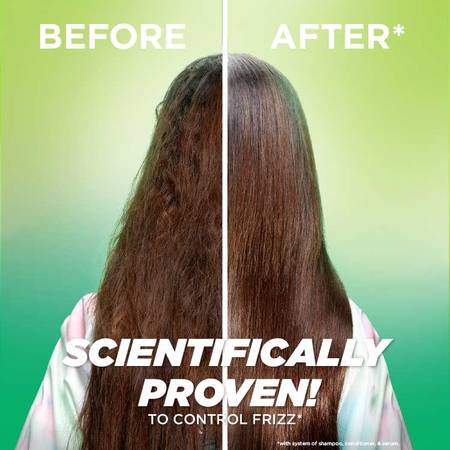 BEFORE AFTER*
SCIENTIFICALLY
PROVEN!
TO CONTROL FRIZZ*
*with system of shampoo, conditioner, & serum.